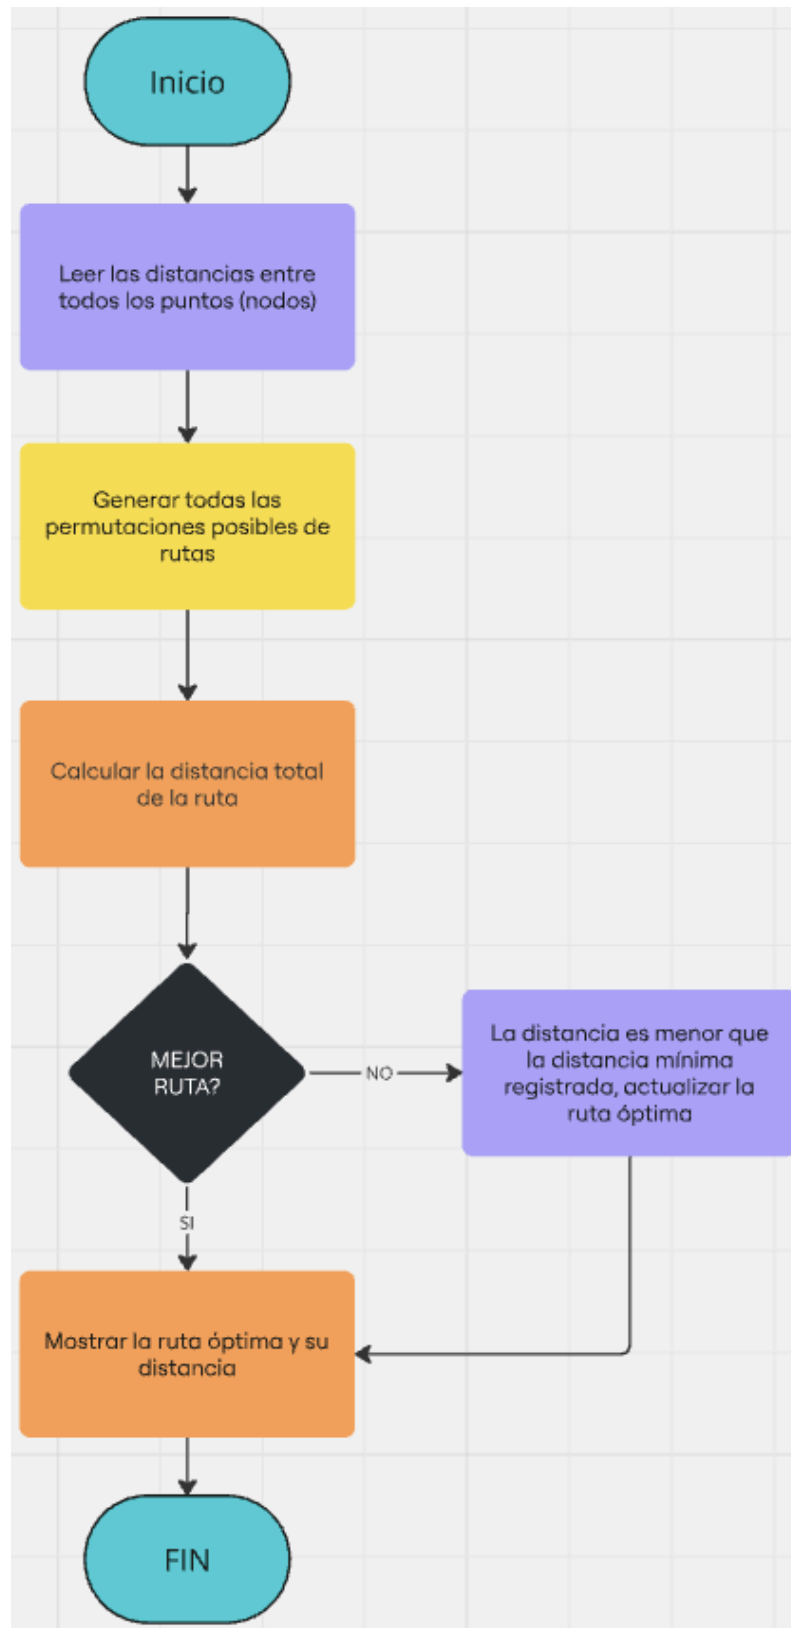 Inicio
Leer las distancias entre
todos los puntos (nodos)
Generar todas las
permutaciones posibles de
rutas
Calcular la distancia total
de la ruta
MEJOR
RUTA?
NO
La distancia es menor que
la distancia mínima
registrada, actualizar la
ruta óptima
SI
Mostrar la ruta óptima y su
distancia
FIN